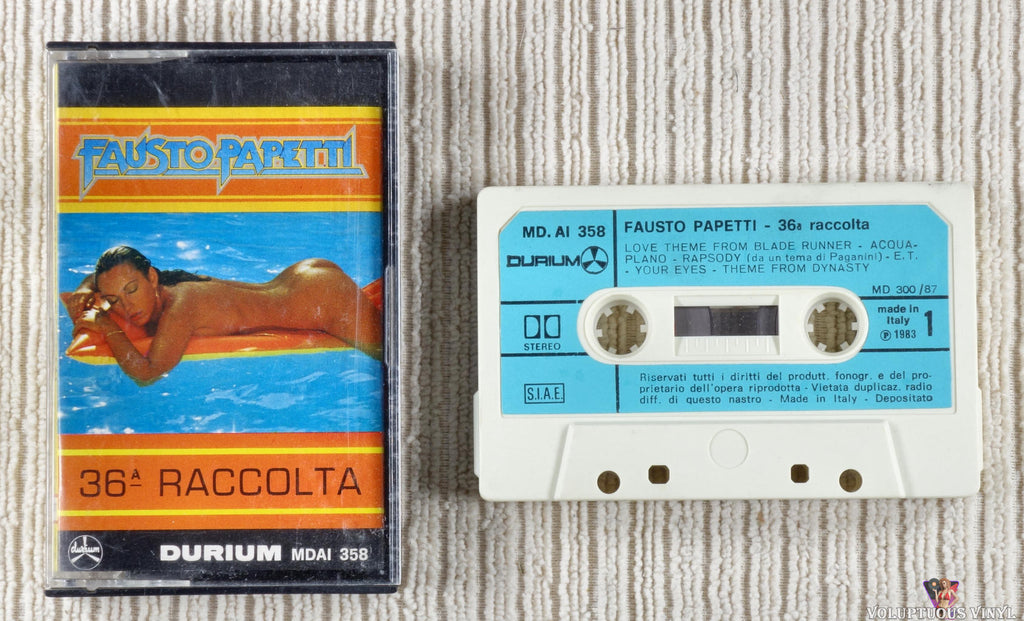 FAUSTO PAPETTI
36ª RACCOLTA
durium
DURIUM MDAI 358
MD. AI 358
DURIUM
FAUSTO PAPETTI - 36a raccolta
LOVE THEME FROM BLADE RUNNER - ACQUA-
PLANO - RAPSODY (da un tema di Paganini) - E.T.
- YOUR EYES - THEME FROM DYNASTY
MD 300/87
STEREO
made in
Italy
Ⓟ 1983
1
S.I.A.E.
Riservati tutti i diritti del produtt. fonogr. e del pro-
prietario dell'opera riprodotta - Vietata duplicaz. radio
diff. di questo nastro - Made in Italy - Depositato
VOLUPTUOUS VINYL